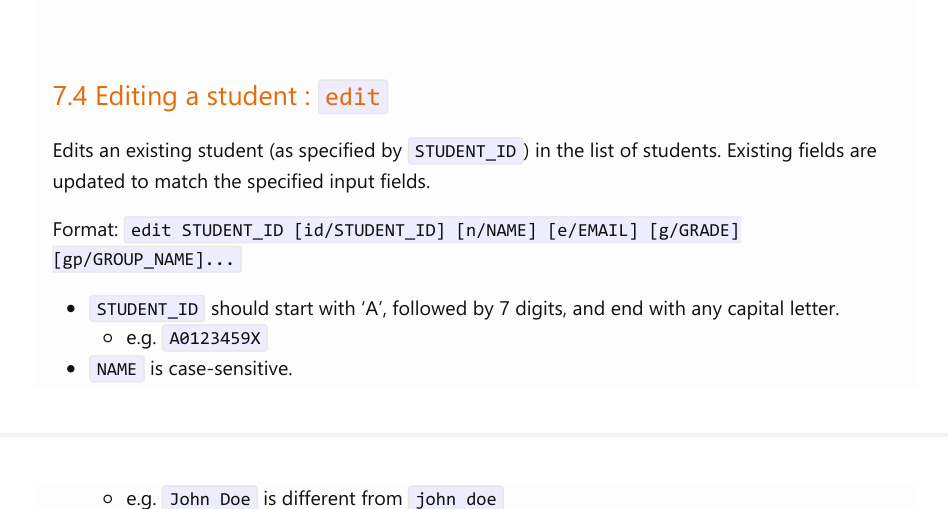 7.4 Editing a student : edit
Edits an existing student (as specified by STUDENT_ID ) in the list of students. Existing fields are
updated to match the specified input fields.
Format: edit STUDENT_ID [id/STUDENT_ID] [n/NAME] [e/EMAIL] [g/GRADE]
[gp/GROUP_NAME]...
• STUDENT_ID should start with ‘A’, followed by 7 digits, and end with any capital letter.
○ e.g. A0123459X
• NAME is case-sensitive.
○ e.g. John Doe is different from john doe